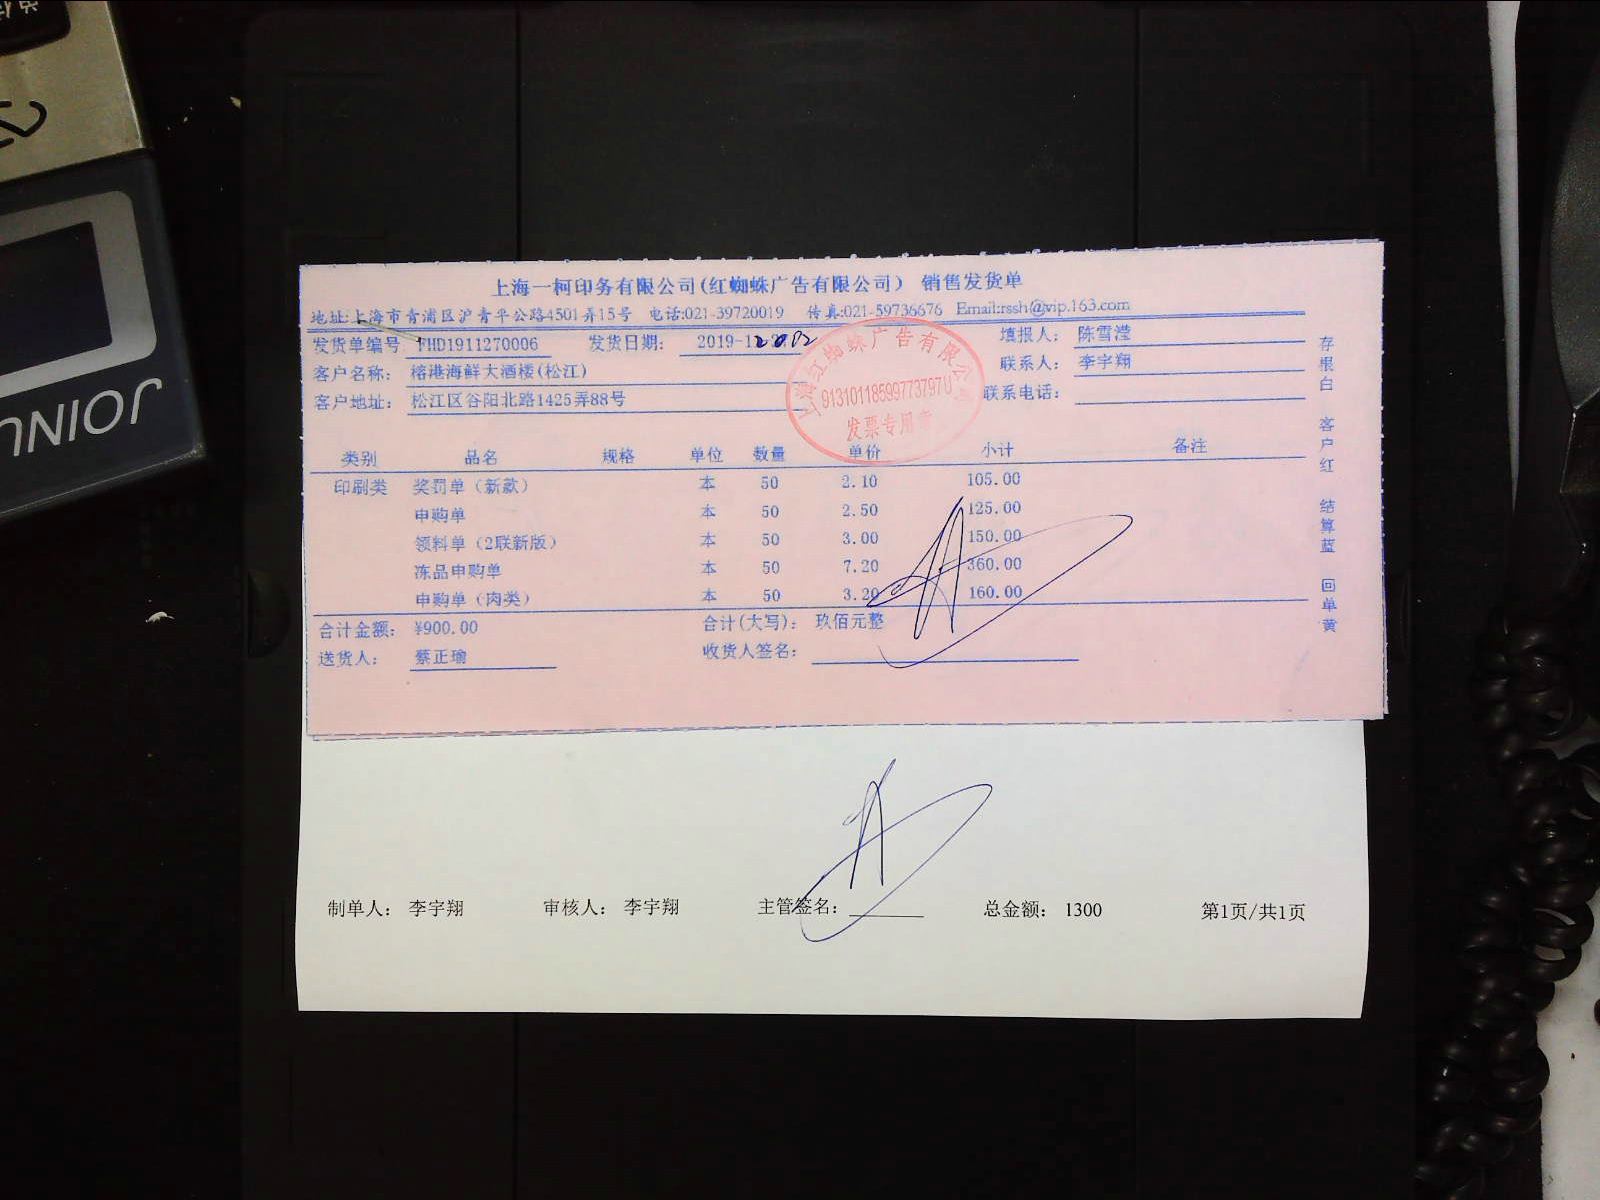 上海一柯印务有限公司(红蜘蛛广告有限公司) 销售发货单
地址:上海市青浦区沪青平公路4501弄15号 电话:021-39720019 传真:021-59736676 Email:rssh@vip.163.com
发货单编号 FHD1911270006 发货日期: 2019-1 填报人: 陈雪滢
客户名称: 榕港海鲜大酒楼(松江) 联系人: 李宇翔
客户地址: 松江区谷阳北路1425弄88号 联系电话:
上海红蜘蛛广告有限公司
91310118599773797U
发票专用章
类别 品名 规格 单位 数量 单价 小计 备注
印刷类 奖罚单(新款) 本 50 2.10 105.00
申购单 本 50 2.50 125.00
领料单(2联新版) 本 50 3.00 150.00
冻品申购单 本 50 7.20 360.00
申购单(肉类) 本 50 3.20 160.00
合计金额: ¥900.00 合计(大写): 玖佰元整
送货人: 蔡正瑜 收货人签名:
存根白 客户红 结算蓝 回单黄
制单人: 李宇翔 审核人: 李宇翔 主管签名: 总金额: 1300 第1页/共1页
JOINU